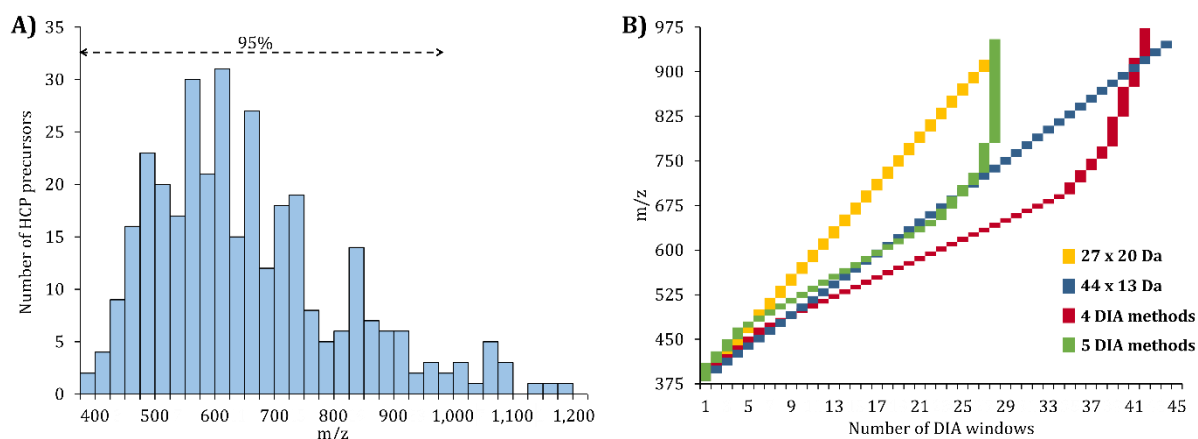 A)
95%
35
30
25
20
15
10
5
0
Number of HCP precursors
400 500 600 700 800 900 1,000 1,100 1,200
m/z
B)
975
900
825
750
675
600
525
450
375
m/z
27 x 20 Da
44 x 13 Da
4 DIA methods
5 DIA methods
1 5 9 13 17 21 25 29 33 37 41 45
Number of DIA windows